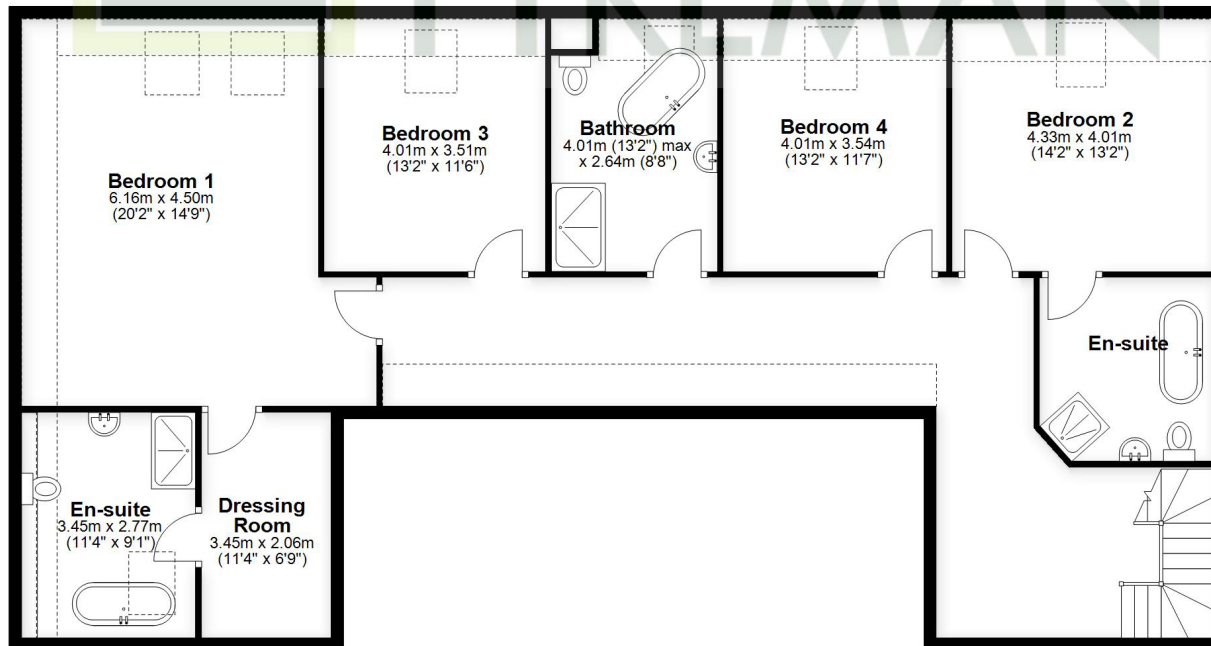 Bedroom 1
6.16m x 4.50m
(20'2" x 14'9")
Bedroom 3
4.01m x 3.51m
(13'2" x 11'6")
Bathroom
4.01m (13'2") max
x 2.64m (8'8")
Bedroom 4
4.01m x 3.54m
(13'2" x 11'7")
Bedroom 2
4.33m x 4.01m
(14'2" x 13'2")
En-suite
En-suite
3.45m x 2.77m
(11'4" x 9'1")
Dressing
Room
3.45m x 2.06m
(11'4" x 6'9")